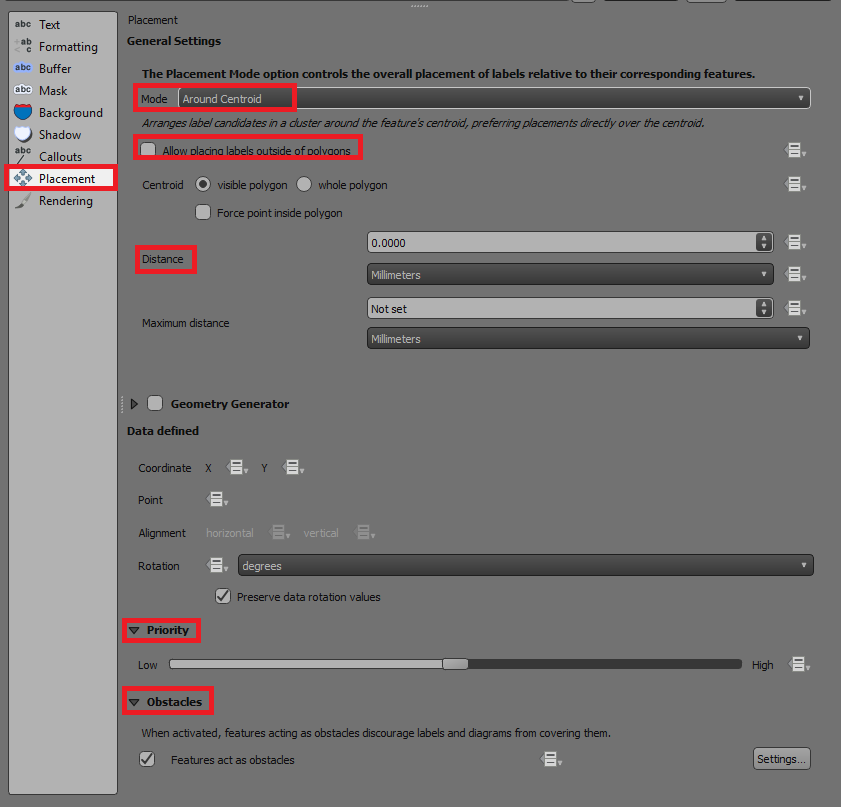 abc Text
ab c Formatting
abc Buffer
abc Mask
Background
Shadow
abc Callouts
Placement
Rendering
Placement
General Settings
The Placement Mode option controls the overall placement of labels relative to their corresponding features.
Mode Around Centroid
Arranges label candidates in a cluster around the feature's centroid, preferring placements directly over the centroid.
Allow placing labels outside of polygons
Centroid visible polygon whole polygon
Force point inside polygon
Distance 0.0000
Millimeters
Maximum distance Not set
Millimeters
Geometry Generator
Data defined
Coordinate X Y
Point
Alignment horizontal vertical
Rotation degrees
Preserve data rotation values
Priority
Low High
Obstacles
When activated, features acting as obstacles discourage labels and diagrams from covering them.
Features act as obstacles Settings...